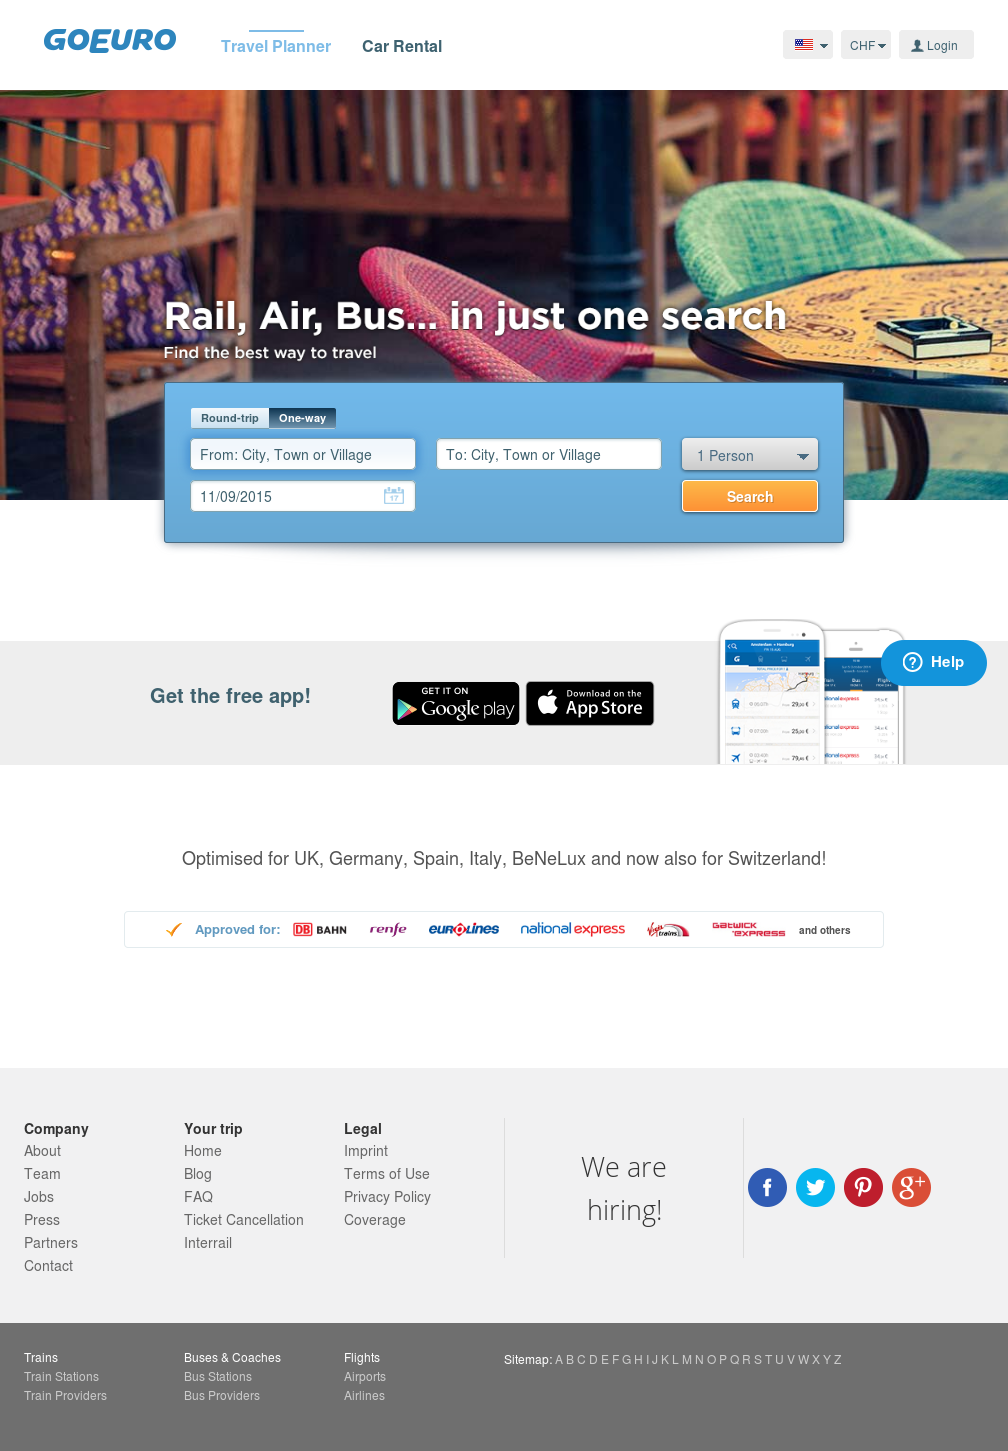 GOEURO
Travel Planner
Car Rental
CHF
Login
Rail, Air, Bus... in just one search
Find the best way to travel
Round-trip
One-way
From: City, Town or Village
To: City, Town or Village
1 Person
11/09/2015
17
Search
Get the free app!
GET IT ON
Google play
Download on the
App Store
Help
Optimised for UK, Germany, Spain, Italy, BeNeLux and now also for Switzerland!
Approved for:
DB BAHN
renfe
eurolines
national express
Virgin trains
GATWICK EXPRESS
and others
Company
About
Team
Jobs
Press
Partners
Contact
Your trip
Home
Blog
FAQ
Ticket Cancellation
Interrail
Legal
Imprint
Terms of Use
Privacy Policy
Coverage
We are
hiring!
Trains
Train Stations
Train Providers
Buses & Coaches
Bus Stations
Bus Providers
Flights
Airports
Airlines
Sitemap: A B C D E F G H I J K L M N O P Q R S T U V W X Y Z